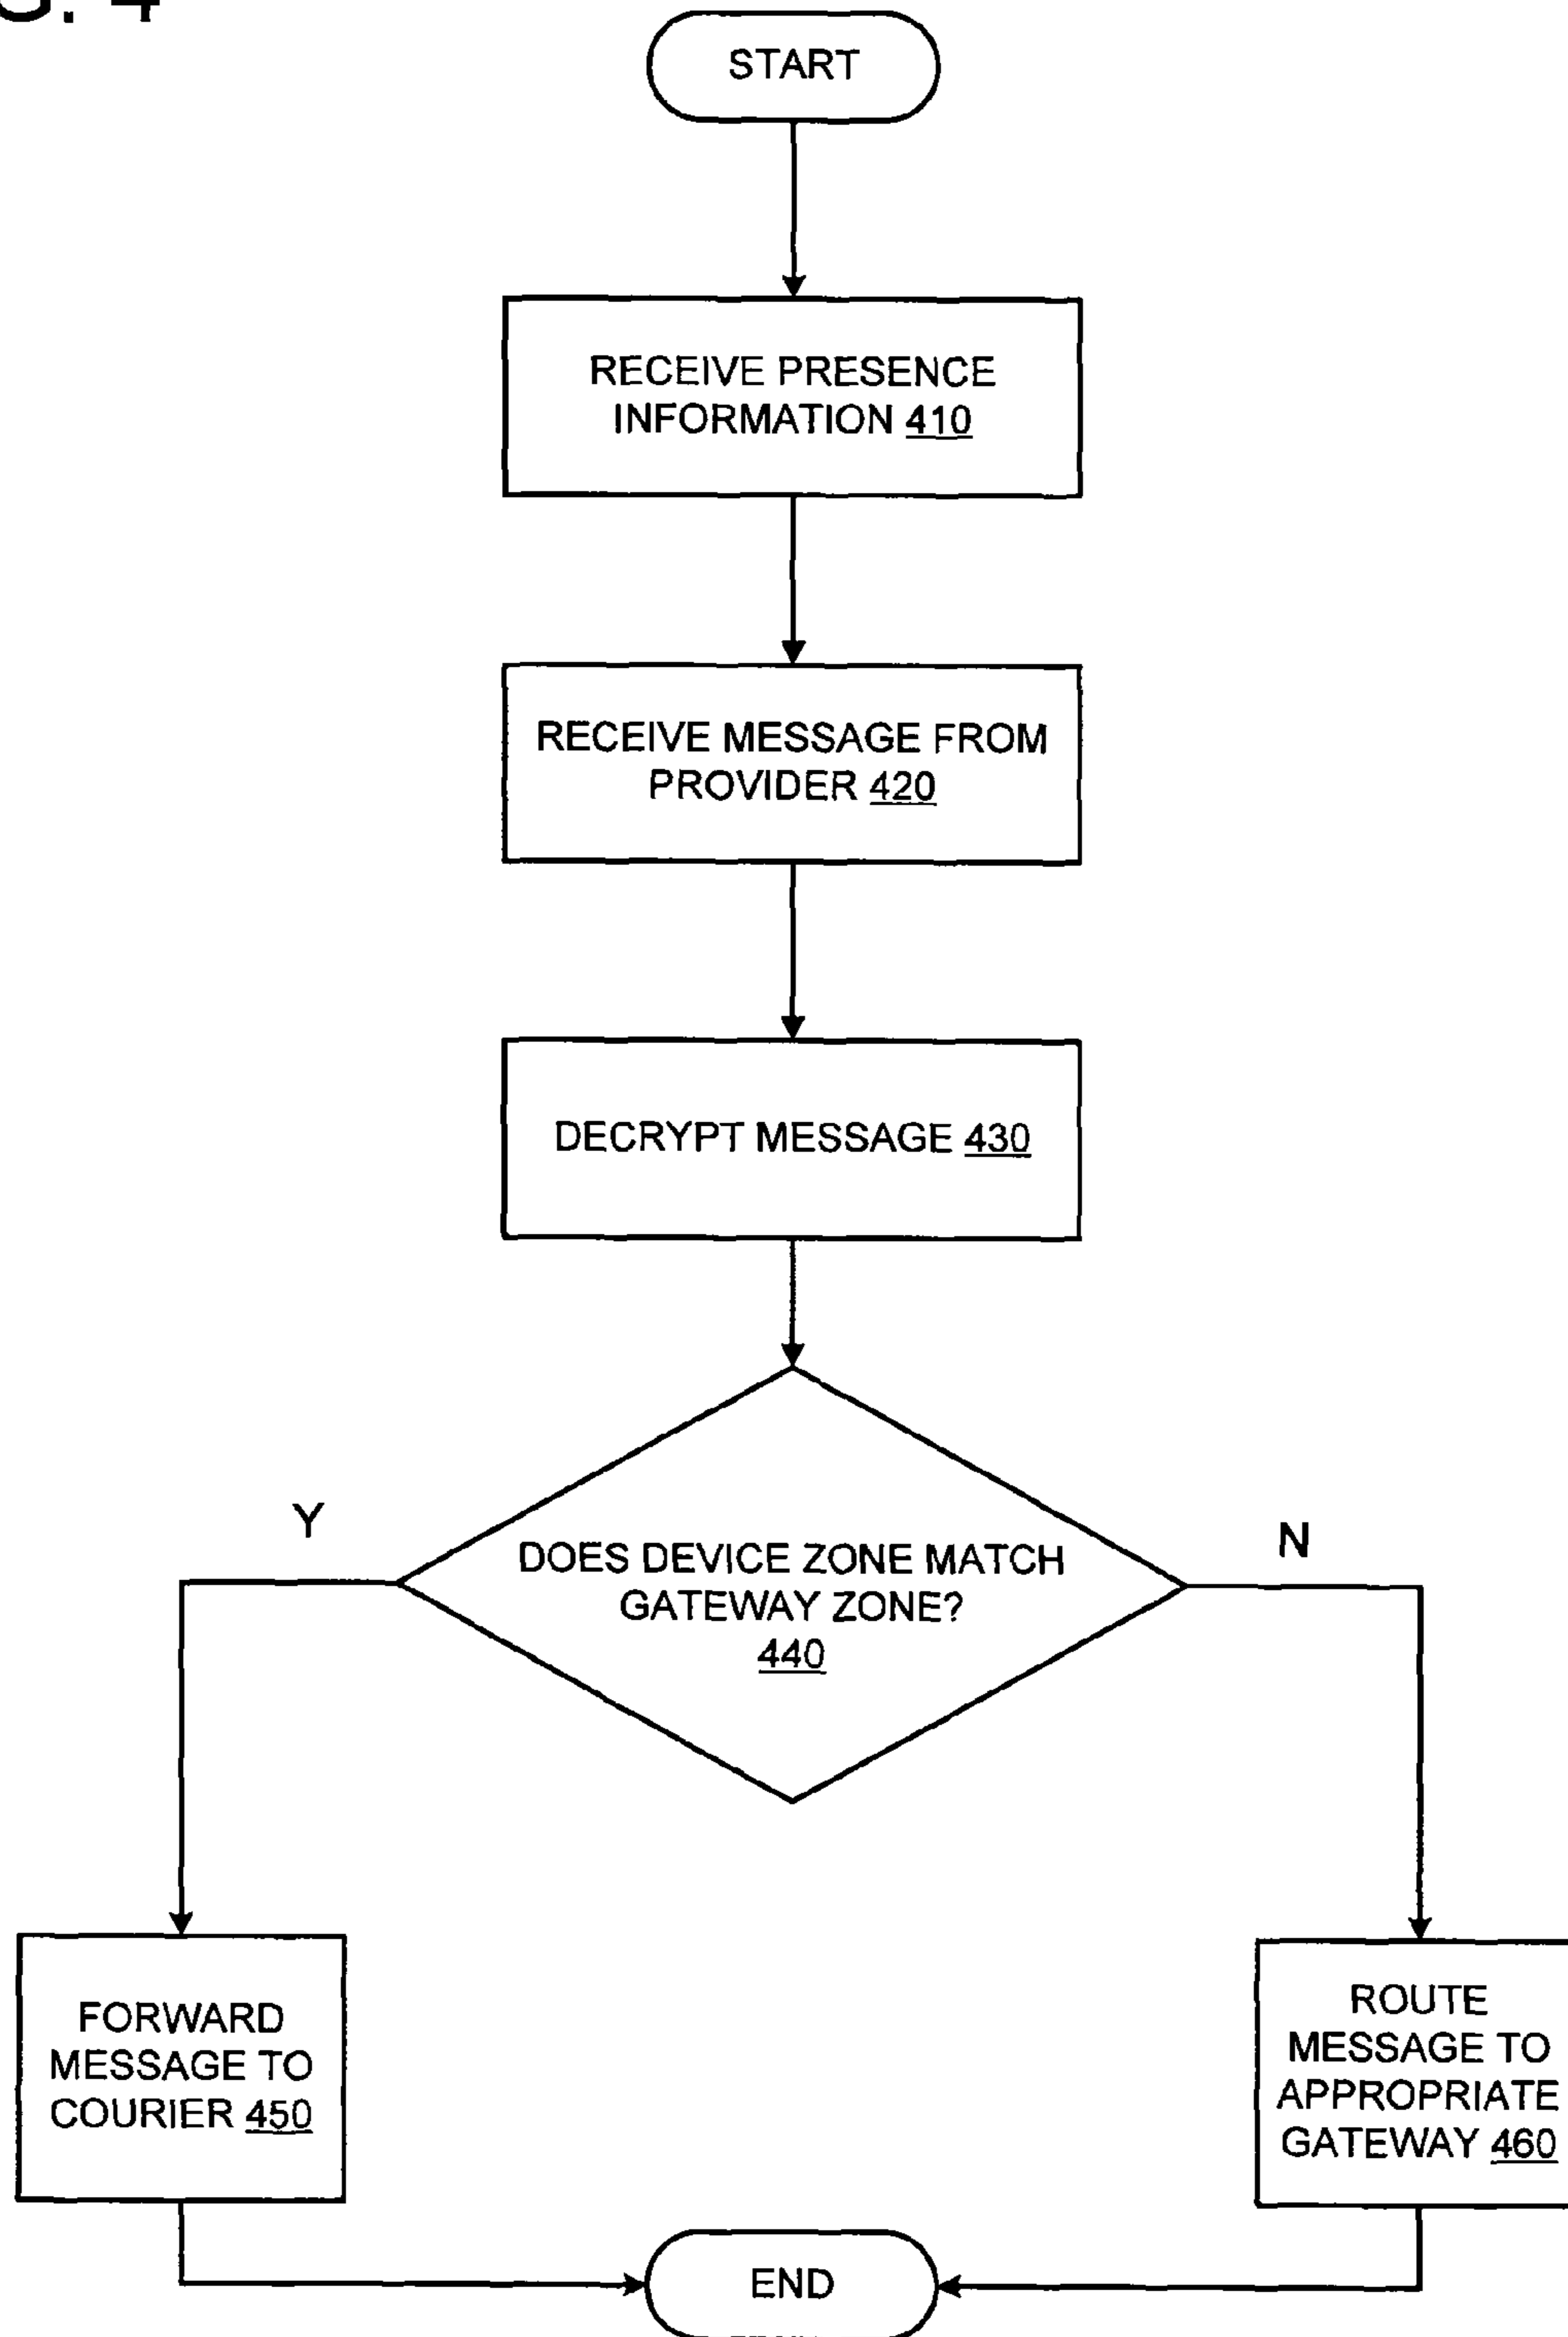 G. 4
START
RECEIVE PRESENCE
INFORMATION 410
RECEIVE MESSAGE FROM
PROVIDER 420
DECRYPT MESSAGE 430
DOES DEVICE ZONE MATCH
GATEWAY ZONE?
440
Y
N
FORWARD
MESSAGE TO
COURIER 450
ROUTE
MESSAGE TO
APPROPRIATE
GATEWAY 460
END